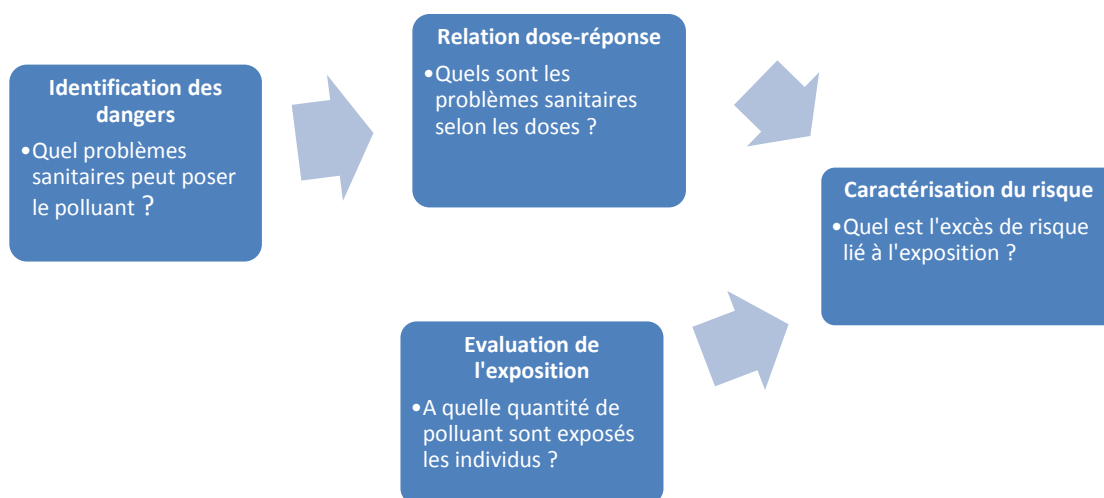 Identification des
dangers
•Quel problèmes
sanitaires peut poser
le polluant ?
Relation dose-réponse
•Quels sont les
problèmes sanitaires
selon les doses ?
Evaluation de
l'exposition
•A quelle quantité de
polluant sont exposés
les individus ?
Caractérisation du risque
•Quel est l'excès de risque
lié à l'exposition ?